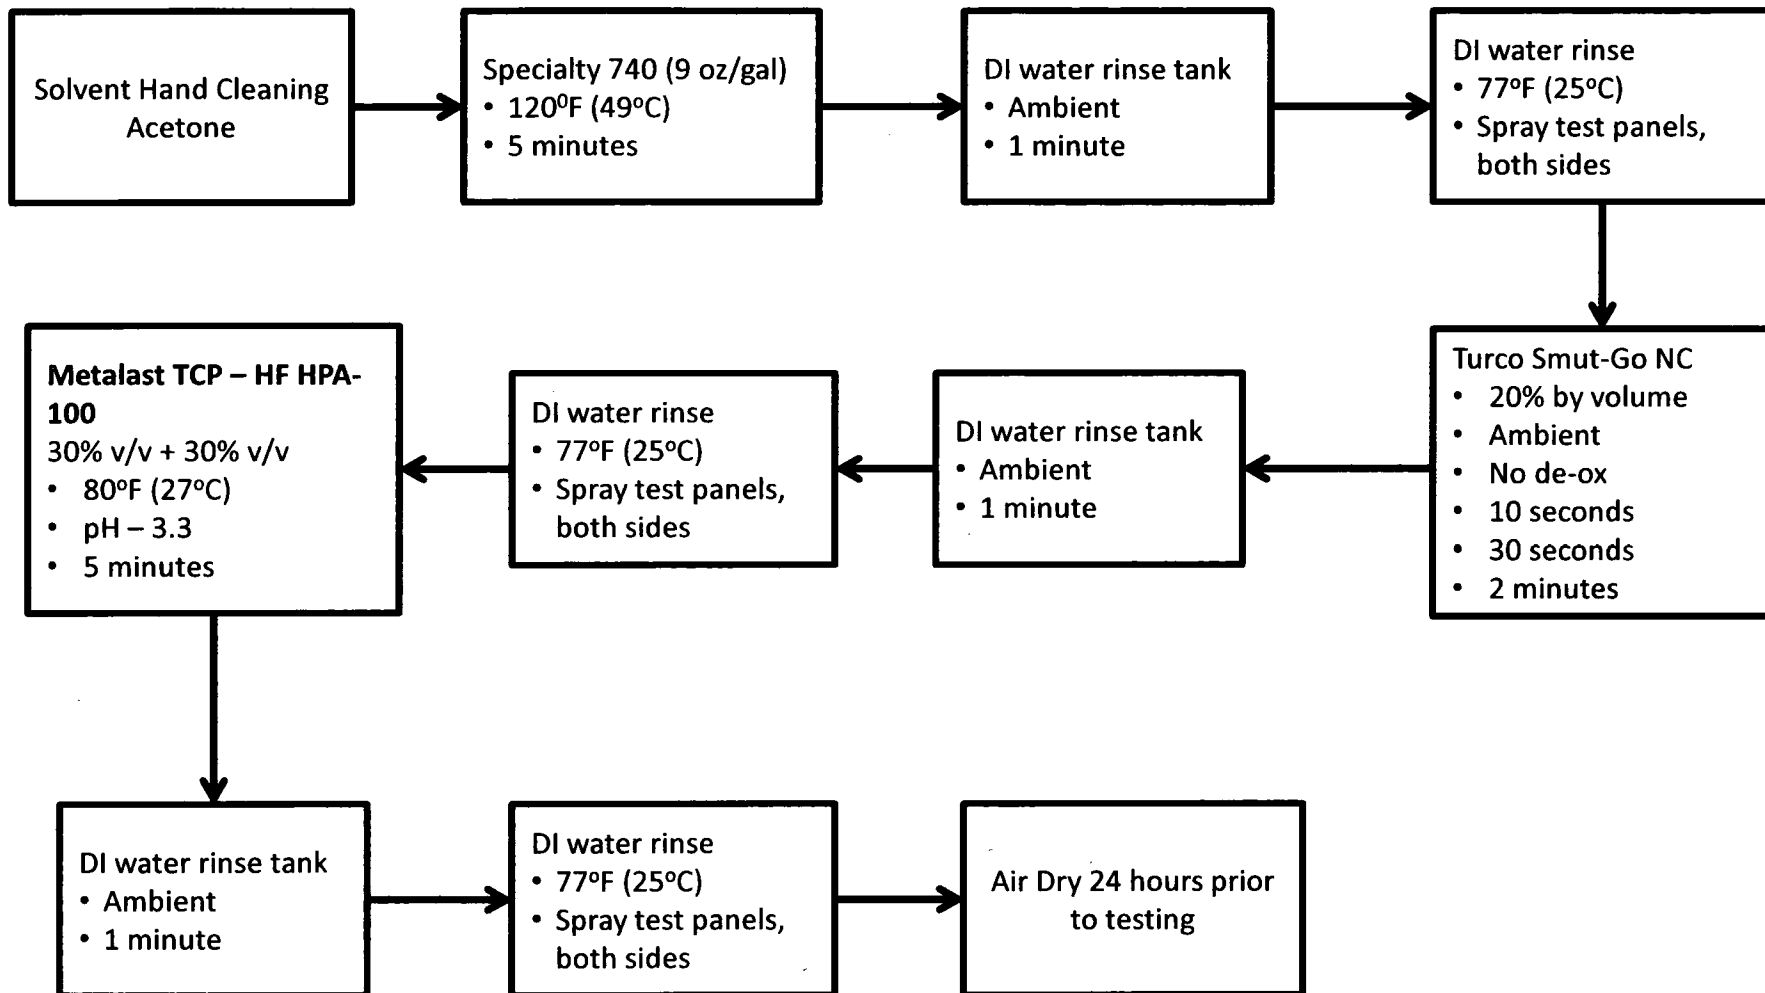 Solvent Hand Cleaning
Acetone
Specialty 740 (9 oz/gal)
• 120⁰F (49ºC)
• 5 minutes
DI water rinse tank
• Ambient
• 1 minute
DI water rinse
• 77ºF (25ºC)
• Spray test panels,
both sides
Turco Smut-Go NC
• 20% by volume
• Ambient
• No de-ox
• 10 seconds
• 30 seconds
• 2 minutes
DI water rinse tank
• Ambient
• 1 minute
DI water rinse
• 77ºF (25ºC)
• Spray test panels,
both sides
Metalast TCP – HF HPA-
100
30% v/v + 30% v/v
• 80ºF (27ºC)
• pH – 3.3
• 5 minutes
DI water rinse tank
• Ambient
• 1 minute
DI water rinse
• 77ºF (25ºC)
• Spray test panels,
both sides
Air Dry 24 hours prior
to testing